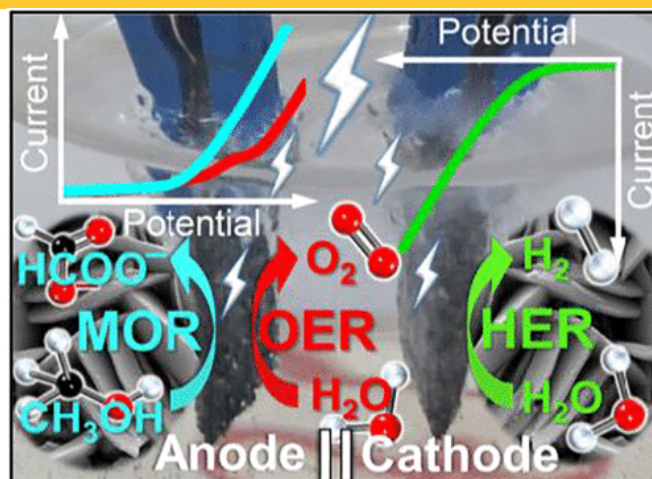 Current
Potential
Potential
Current
HCOO⁻
MOR
CH₃OH
O₂
OER
H₂O
H₂
HER
H₂O
Anode
Cathode